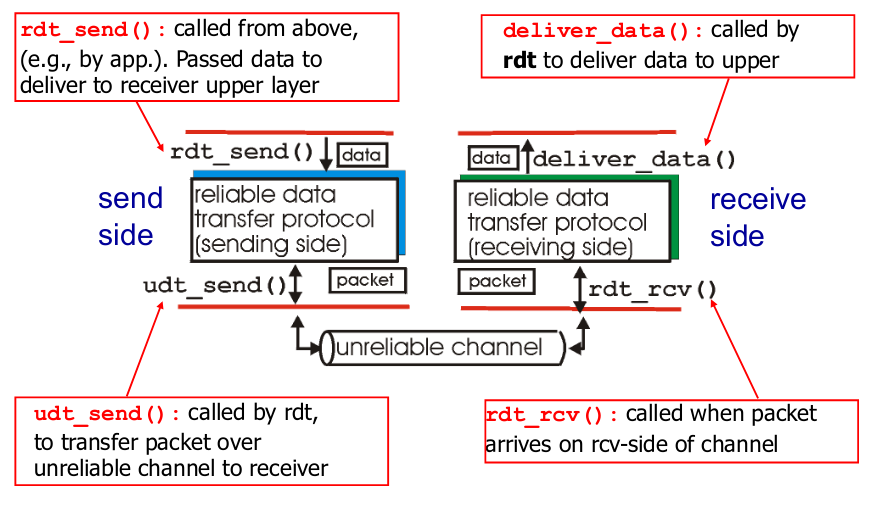 rdt_send(): called from above,
(e.g., by app.). Passed data to
deliver to receiver upper layer
deliver_data(): called by
rdt to deliver data to upper
rdt_send()
data
data
deliver_data()
send
side
reliable data
transfer protocol
(sending side)
reliable data
transfer protocol
(receiving side)
receive
side
udt_send()
packet
packet
rdt_rcv()
unreliable channel
udt_send(): called by rdt,
to transfer packet over
unreliable channel to receiver
rdt_rcv(): called when packet
arrives on rcv-side of channel